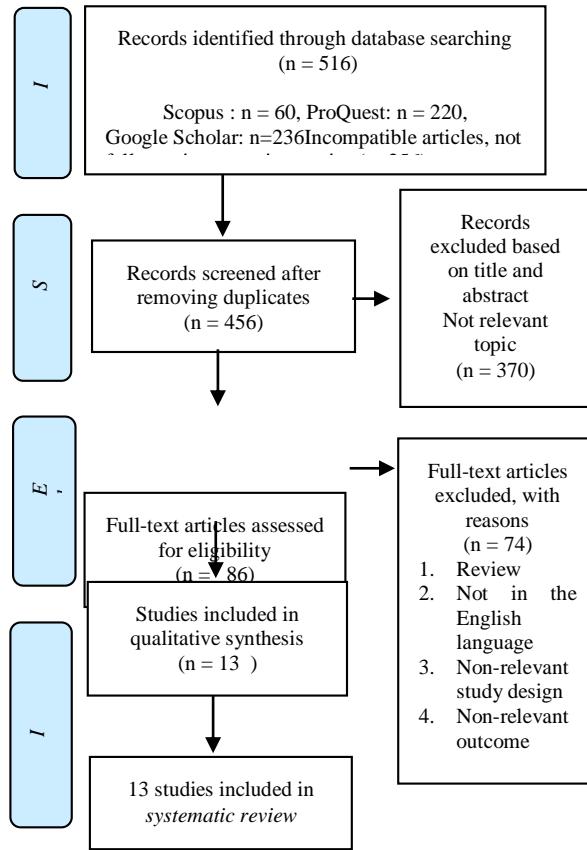 I
Records identified through database searching
(n = 516)
Scopus : n = 60, ProQuest: n = 220,
Google Scholar: n=236Incompatible articles, not
S
Records screened after
removing duplicates
(n = 456)
Records
excluded based
on title and
abstract
Not relevant
topic
(n = 370)
E
Full-text articles assessed
for eligibility
(n = 86)
Full-text articles
excluded, with
reasons
(n = 74)
1. Review
2. Not in the
English
language
3. Non-relevant
study design
4. Non-relevant
outcome
Studies included in
qualitative synthesis
(n = 13 )
I
13 studies included in
systematic review